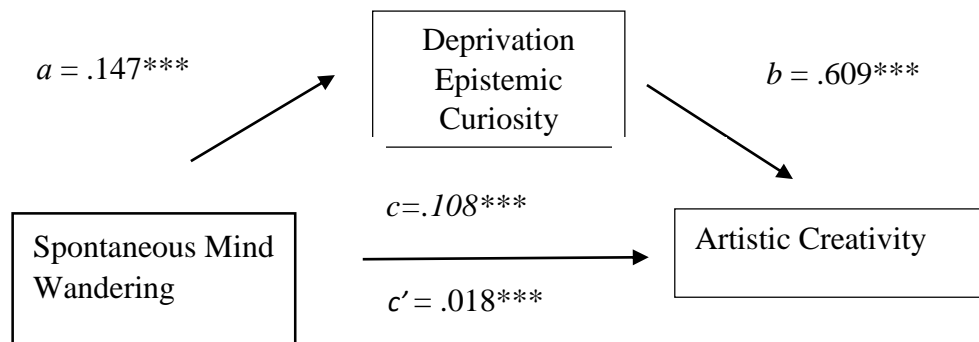 Deprivation
Epistemic
Curiosity
a = .147***
b = .609***
c=.108***
Spontaneous Mind
Wandering
Artistic Creativity
c’ = .018***